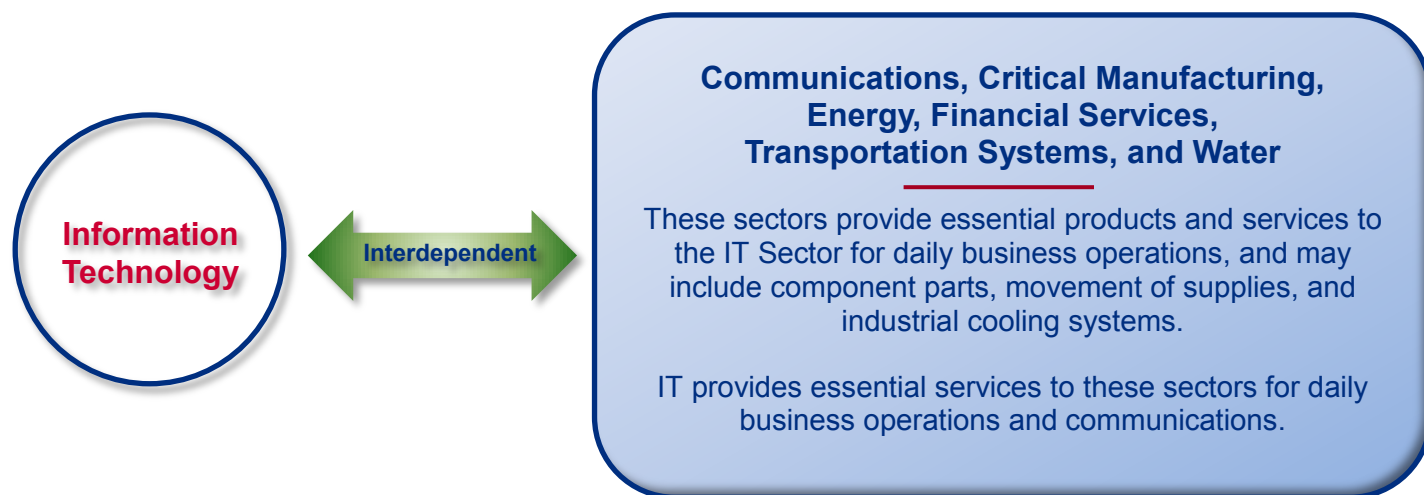 Information
Technology
Interdependent
Communications, Critical Manufacturing,
Energy, Financial Services,
Transportation Systems, and Water
These sectors provide essential products and services to
the IT Sector for daily business operations, and may
include component parts, movement of supplies, and
industrial cooling systems.
IT provides essential services to these sectors for daily
business operations and communications.